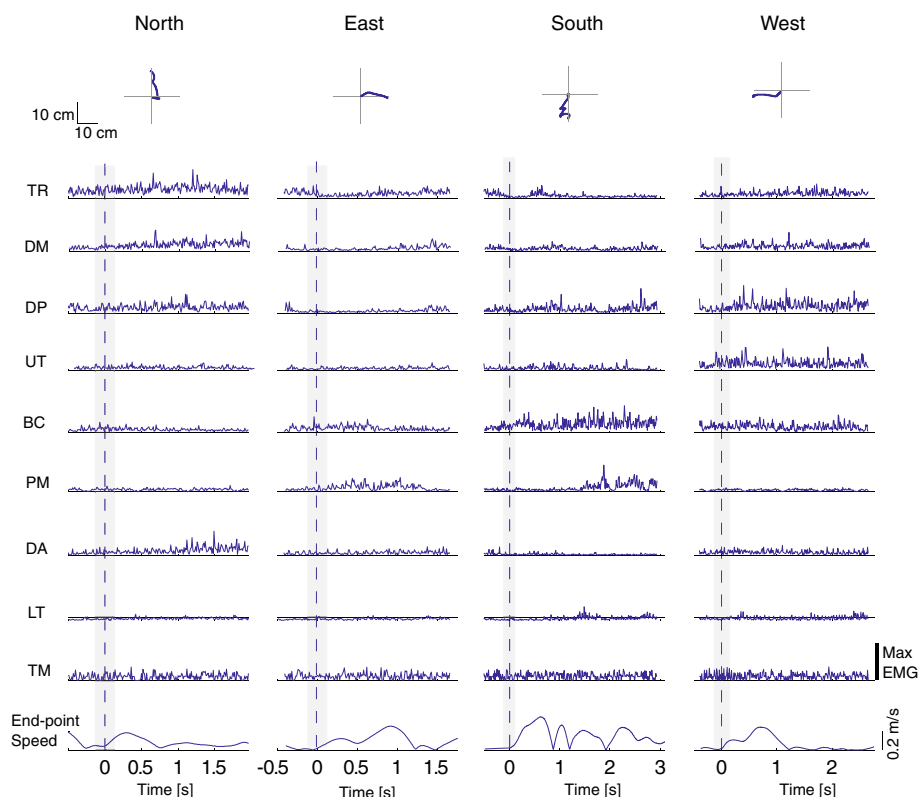 North East South West
10 cm
10 cm
TR
DM
DP
UT
BC
PM
DA
LT
TM
Max
EMG
End-point
Speed
0.2 m/s
0 0.5 1 1.5 -0.5 0 0.5 1 1.5 0 1 2 3 0 1 2
Time [s] Time [s] Time [s] Time [s]